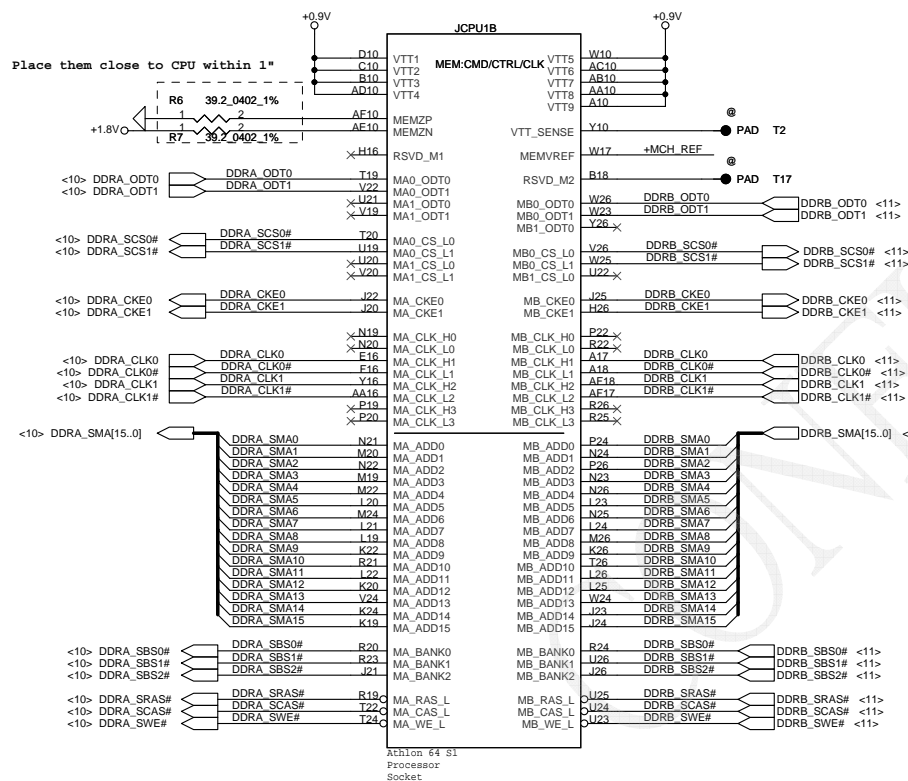 +0.9V +0.9V
JCPU1B
Place them close to CPU within 1"
MEM:CMD/CTRL/CLK
D10 VTT1 VTT5 W10
C10 VTT2 VTT6 AC10
B10 VTT3 VTT7 AB10
AD10 VTT4 VTT8 AA10
VTT9 A10
R6 39.2_0402_1%
1 2 AF10 MEMZP
+1.8V 1 2 AE10 MEMZN
R7 39.2_0402_1%
VTT_SENSE Y10 @ PAD T2
H16 RSVD_M1 MEMVREF W17 +MCH_REF
RSVD_M2 B18 @ PAD T17
<10> DDRA_ODT0 DDRA_ODT0 T19 MA0_ODT0
<10> DDRA_ODT1 DDRA_ODT1 V22 MA0_ODT1
U21 MA1_ODT0 MB0_ODT0 W26 DDRB_ODT0 DDRB_ODT0 <11>
V19 MA1_ODT1 MB0_ODT1 W23 DDRB_ODT1 DDRB_ODT1 <11>
MB1_ODT0 Y26
<10> DDRA_SCS0# DDRA_SCS0# T20 MA0_CS_L0
<10> DDRA_SCS1# DDRA_SCS1# U19 MA0_CS_L1 MB0_CS_L0 V26 DDRB_SCS0# DDRB_SCS0# <11>
U20 MA1_CS_L0 MB0_CS_L1 W25 DDRB_SCS1# DDRB_SCS1# <11>
V20 MA1_CS_L1 MB1_CS_L0 U22
<10> DDRA_CKE0 DDRA_CKE0 J22 MA_CKE0 MB_CKE0 J25 DDRB_CKE0 DDRB_CKE0 <11>
<10> DDRA_CKE1 DDRA_CKE1 J20 MA_CKE1 MB_CKE1 H26 DDRB_CKE1 DDRB_CKE1 <11>
N19 MA_CLK_H0 MB_CLK_H0 P22
N20 MA_CLK_L0 MB_CLK_L0 R22
<10> DDRA_CLK0 DDRA_CLK0 E16 MA_CLK_H1 MB_CLK_H1 A17 DDRB_CLK0 DDRB_CLK0 <11>
<10> DDRA_CLK0# DDRA_CLK0# F16 MA_CLK_L1 MB_CLK_L1 A18 DDRB_CLK0# DDRB_CLK0# <11>
<10> DDRA_CLK1 DDRA_CLK1 Y16 MA_CLK_H2 MB_CLK_H2 AF18 DDRB_CLK1 DDRB_CLK1 <11>
<10> DDRA_CLK1# DDRA_CLK1# AA16 MA_CLK_L2 MB_CLK_L2 AF17 DDRB_CLK1# DDRB_CLK1# <11>
P19 MA_CLK_H3 MB_CLK_H3 R26
P20 MA_CLK_L3 MB_CLK_L3 R25
<10> DDRA_SMA[15..0] DDRB_SMA[15..0] <
DDRA_SMA0 N21 MA_ADD0 MB_ADD0 P24 DDRB_SMA0
DDRA_SMA1 M20 MA_ADD1 MB_ADD1 N24 DDRB_SMA1
DDRA_SMA2 N22 MA_ADD2 MB_ADD2 P26 DDRB_SMA2
DDRA_SMA3 M19 MA_ADD3 MB_ADD3 N23 DDRB_SMA3
DDRA_SMA4 M22 MA_ADD4 MB_ADD4 N26 DDRB_SMA4
DDRA_SMA5 L20 MA_ADD5 MB_ADD5 L23 DDRB_SMA5
DDRA_SMA6 M24 MA_ADD6 MB_ADD6 N25 DDRB_SMA6
DDRA_SMA7 L21 MA_ADD7 MB_ADD7 L24 DDRB_SMA7
DDRA_SMA8 L19 MA_ADD8 MB_ADD8 M26 DDRB_SMA8
DDRA_SMA9 K22 MA_ADD9 MB_ADD9 K26 DDRB_SMA9
DDRA_SMA10 R21 MA_ADD10 MB_ADD10 T26 DDRB_SMA10
DDRA_SMA11 L22 MA_ADD11 MB_ADD11 L26 DDRB_SMA11
DDRA_SMA12 K20 MA_ADD12 MB_ADD12 L25 DDRB_SMA12
DDRA_SMA13 V24 MA_ADD13 MB_ADD13 W24 DDRB_SMA13
DDRA_SMA14 K24 MA_ADD14 MB_ADD14 J23 DDRB_SMA14
DDRA_SMA15 K19 MA_ADD15 MB_ADD15 J24 DDRB_SMA15
<10> DDRA_SBS0# DDRA_SBS0# R20 MA_BANK0 MB_BANK0 R24 DDRB_SBS0# DDRB_SBS0# <11>
<10> DDRA_SBS1# DDRA_SBS1# R23 MA_BANK1 MB_BANK1 U26 DDRB_SBS1# DDRB_SBS1# <11>
<10> DDRA_SBS2# DDRA_SBS2# J21 MA_BANK2 MB_BANK2 J26 DDRB_SBS2# DDRB_SBS2# <11>
<10> DDRA_SRAS# DDRA_SRAS# R19 MA_RAS_L MB_RAS_L U25 DDRB_SRAS# DDRB_SRAS# <11>
<10> DDRA_SCAS# DDRA_SCAS# T22 MA_CAS_L MB_CAS_L U24 DDRB_SCAS# DDRB_SCAS# <11>
<10> DDRA_SWE# DDRA_SWE# T24 MA_WE_L MB_WE_L U23 DDRB_SWE# DDRB_SWE# <11>
Athlon 64 S1
Processor
Socket